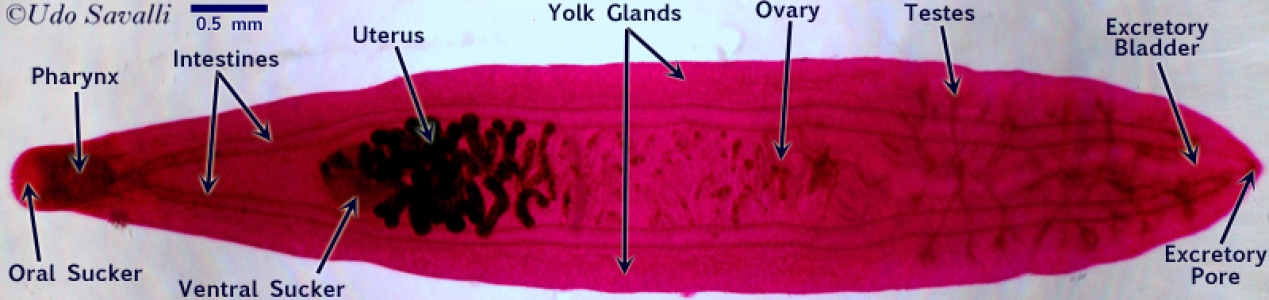 ©Udo Savalli
0.5 mm
Pharynx
Intestines
Uterus
Yolk Glands
Ovary
Testes
Excretory
Bladder
Oral Sucker
Ventral Sucker
Excretory
Pore